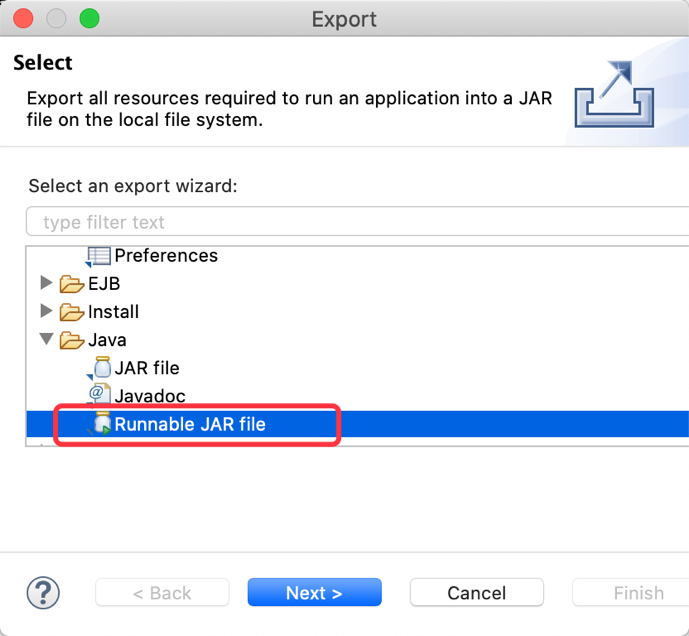 Export
Select
Export all resources required to run an application into a JAR
file on the local file system.
Select an export wizard:
type filter text
Preferences
EJB
Install
Java
JAR file
@ Javadoc
Runnable JAR file
? < Back Next > Cancel Finish